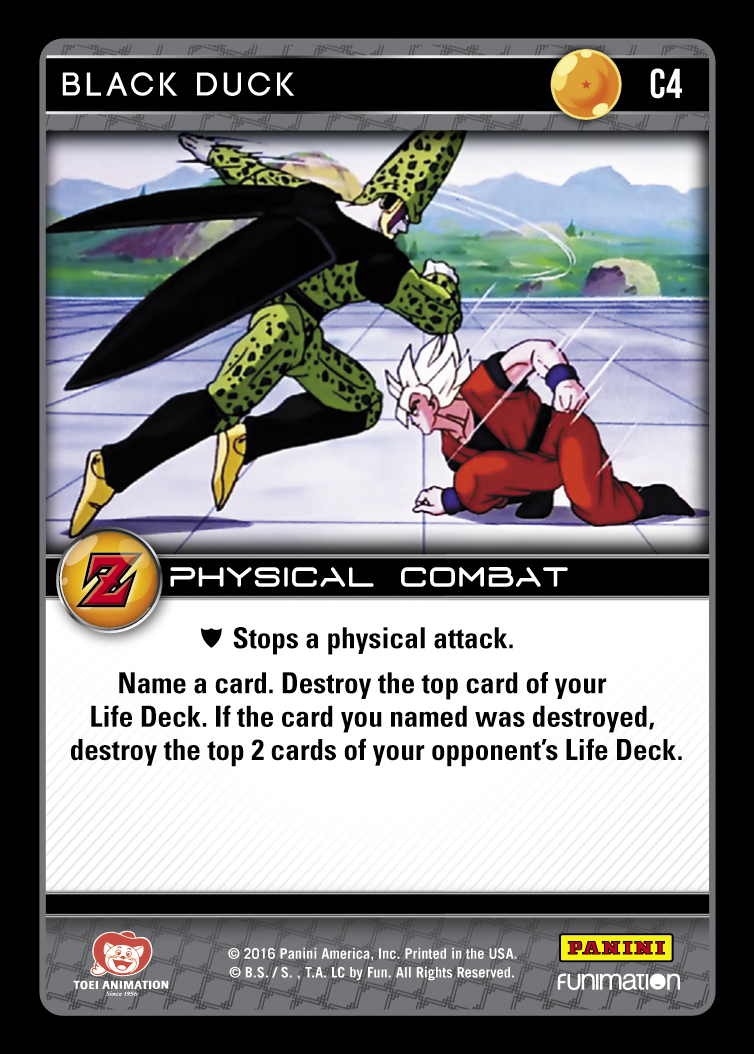 BLACK DUCK
C4
Z PHYSICAL COMBAT
Stops a physical attack.
Name a card. Destroy the top card of your
Life Deck. If the card you named was destroyed,
destroy the top 2 cards of your opponent's Life Deck.
TOEI ANIMATION
Since 1956
© 2016 Panini America, Inc. Printed in the USA.
© B.S. / S. , T.A. LC by Fun. All Rights Reserved.
PANINI
FUNIMATION